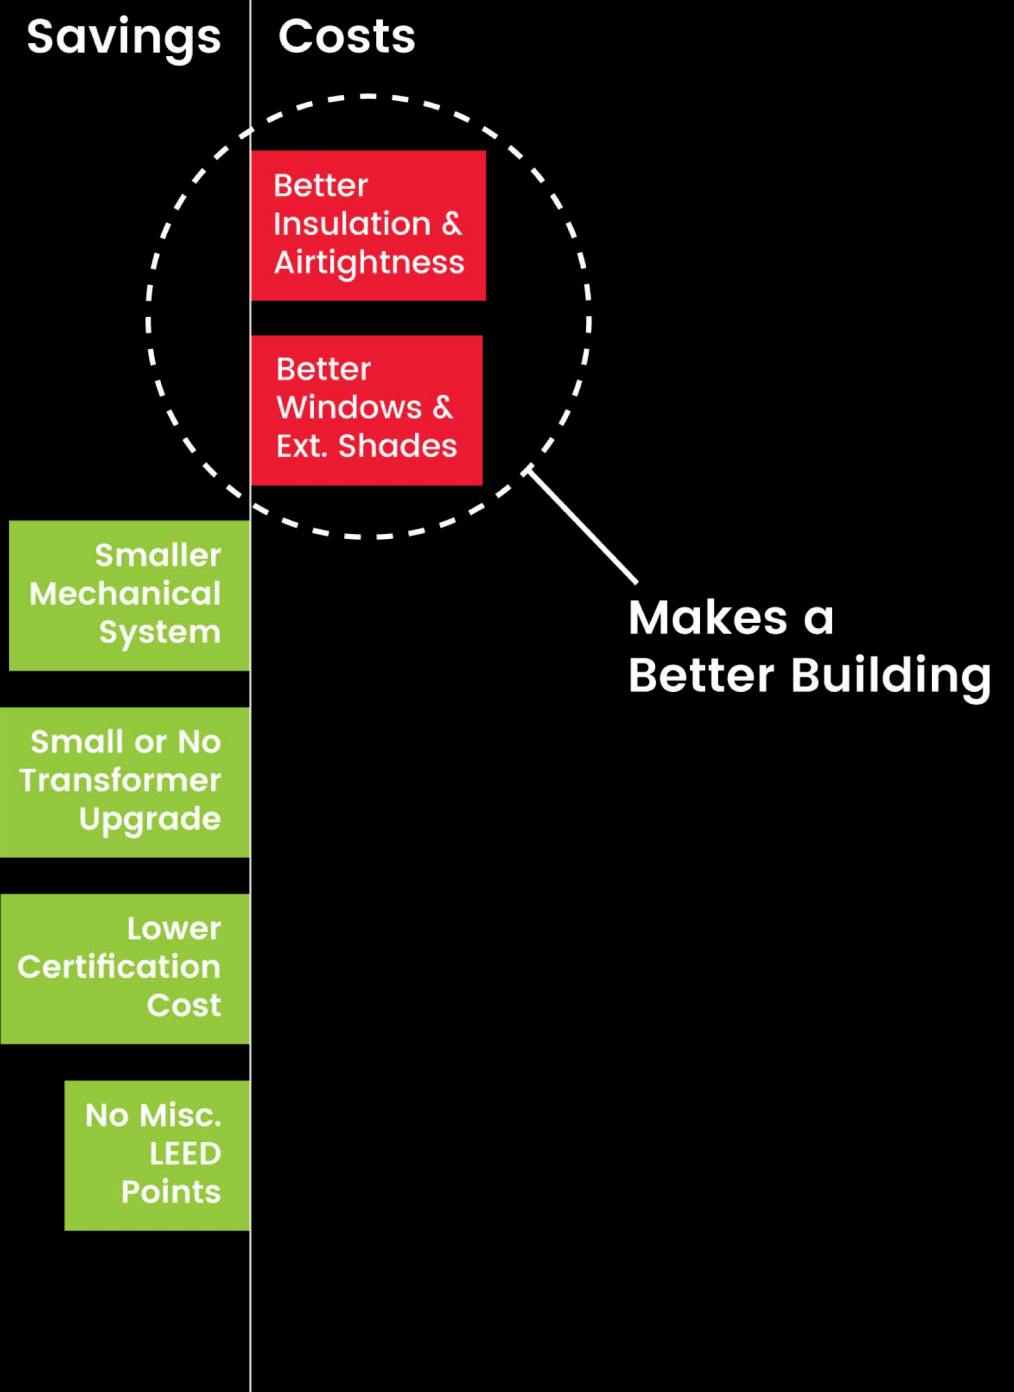 Savings
Costs
Better
Insulation &
Airtightness
Better
Windows &
Ext. Shades
Smaller
Mechanical
System
Makes a
Better Building
Small or No
Transformer
Upgrade
Lower
Certification
Cost
No Misc.
LEED
Points